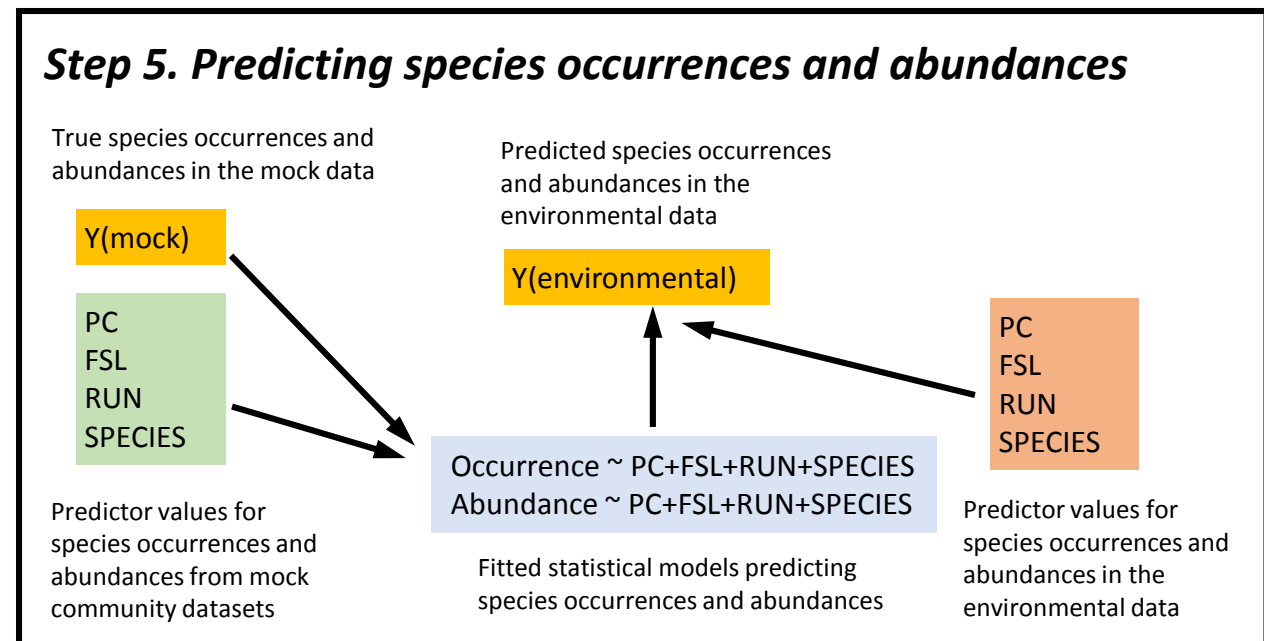 Step 5. Predicting species occurrences and abundances
True species occurrences and
abundances in the mock data
Y(mock)
PC
FSL
RUN
SPECIES
Predictor values for
species occurrences and
abundances from mock
community datasets
Predicted species occurrences
and abundances in the
environmental data
Y(environmental)
Occurrence ~ PC+FSL+RUN+SPECIES
Abundance ~ PC+FSL+RUN+SPECIES
Fitted statistical models predicting
species occurrences and abundances
PC
FSL
RUN
SPECIES
Predictor values for
species occurrences and
abundances in the
environmental data